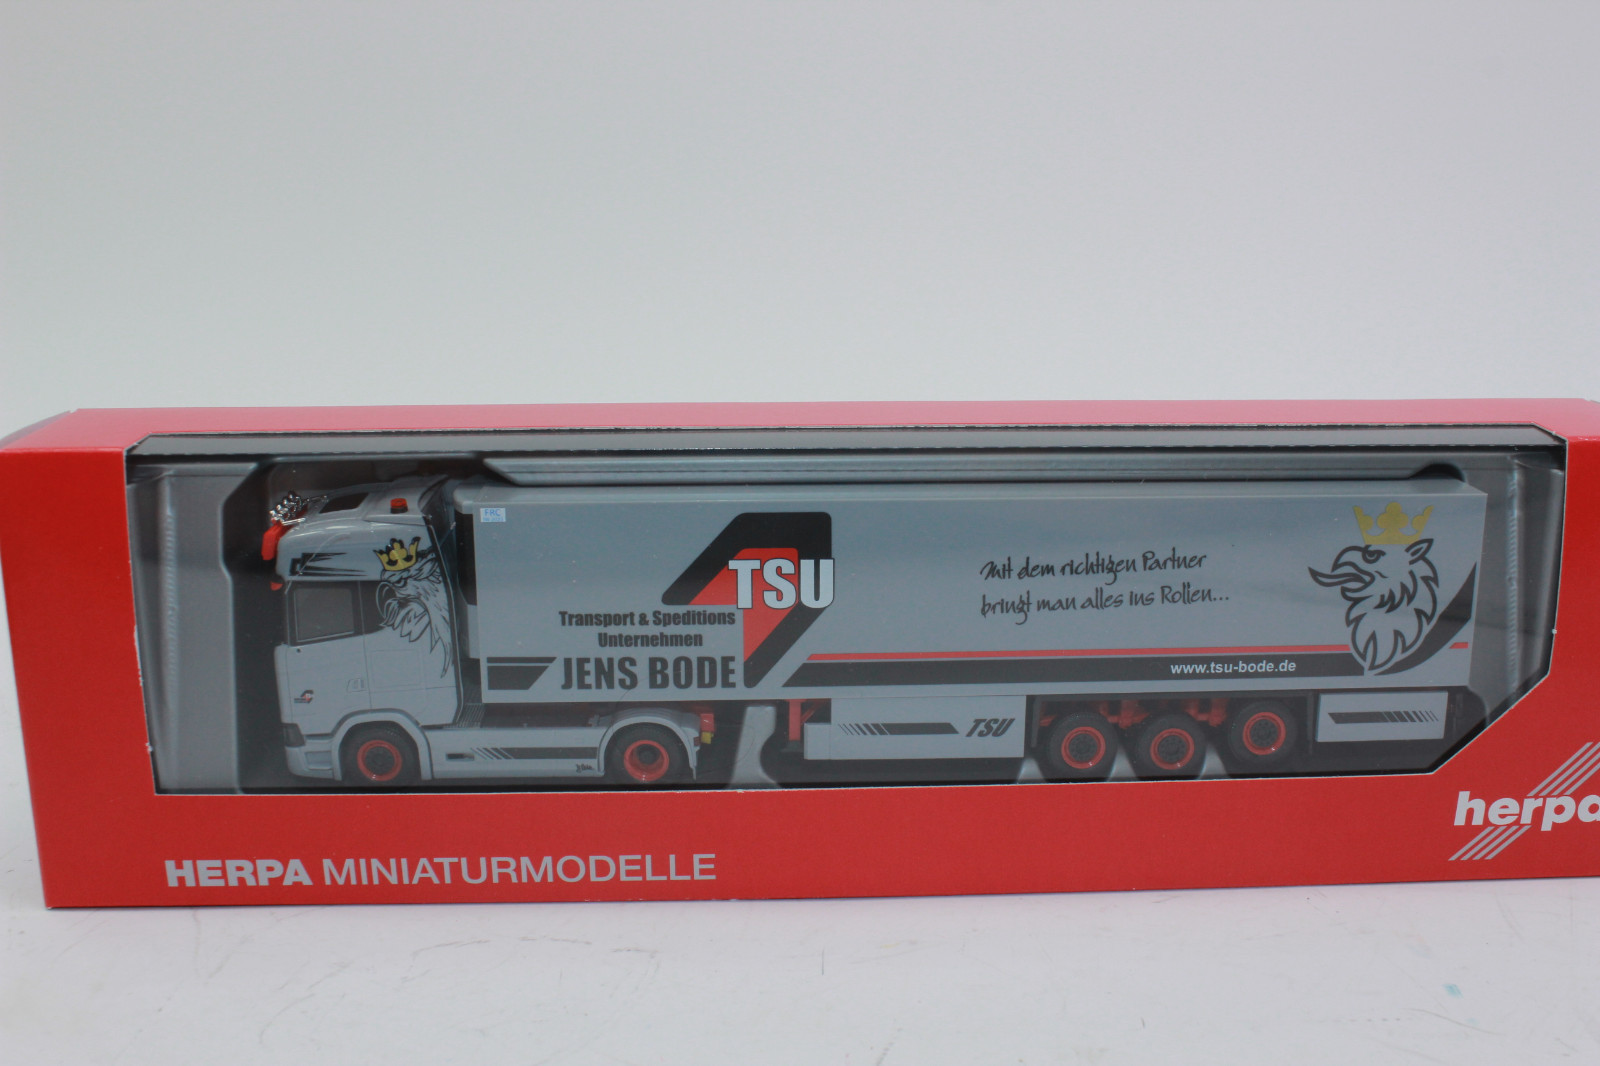 FRC
TSU
Transport & Speditions
Unternehmen
JENS BODE
Mit dem richtigen Partner
bringt man alles ins Rollen...
www.tsu-bode.de
TSU
herpa
HERPA MINIATURMODELLE